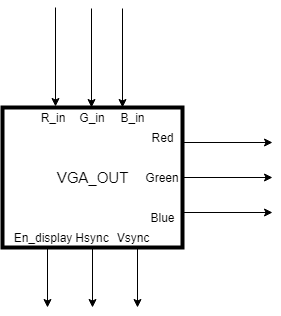 R_in G_in B_in
Red
VGA_OUT
Green
Blue
En_display Hsync Vsync